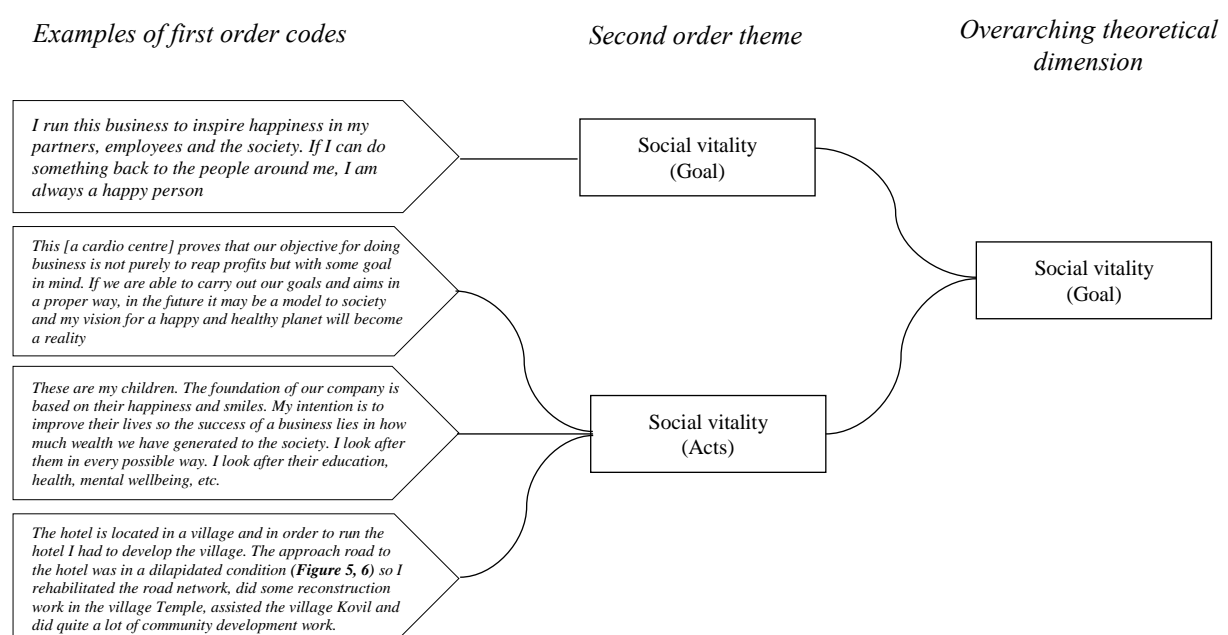 Examples of first order codes
Second order theme
Overarching theoretical
dimension
I run this business to inspire happiness in my
partners, employees and the society. If I can do
something back to the people around me, I am
always a happy person
Social vitality
(Goal)
This [a cardio centre] proves that our objective for doing
business is not purely to reap profits but with some goal
in mind. If we are able to carry out our goals and aims in
a proper way, in the future it may be a model to society
and my vision for a happy and healthy planet will become
a reality
Social vitality
(Goal)
These are my children. The foundation of our company is
based on their happiness and smiles. My intention is to
improve their lives so the success of a business lies in how
much wealth we have generated to the society. I look after
them in every possible way. I look after their education,
health, mental wellbeing, etc.
Social vitality
(Acts)
The hotel is located in a village and in order to run the
hotel I had to develop the village. The approach road to
the hotel was in a dilapidated condition (Figure 5, 6) so I
rehabilitated the road network, did some reconstruction
work in the village Temple, assisted the village Kovil and
did quite a lot of community development work.